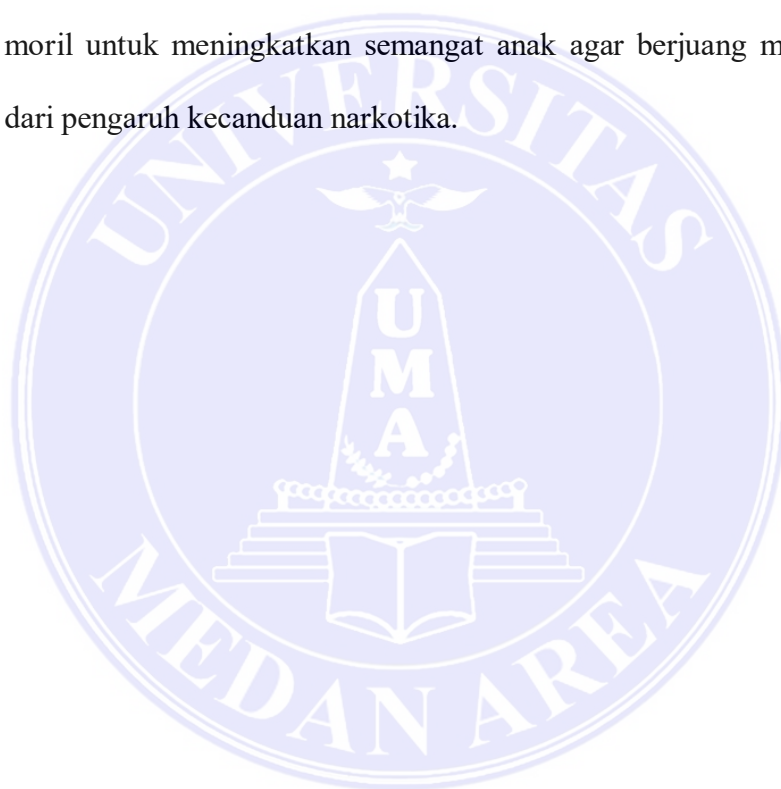 moril untuk meningkatkan semangat anak agar berjuang
dari pengaruh kecanduan narkotika.
UNIVERSITAS
UMA
MEDAN AREA